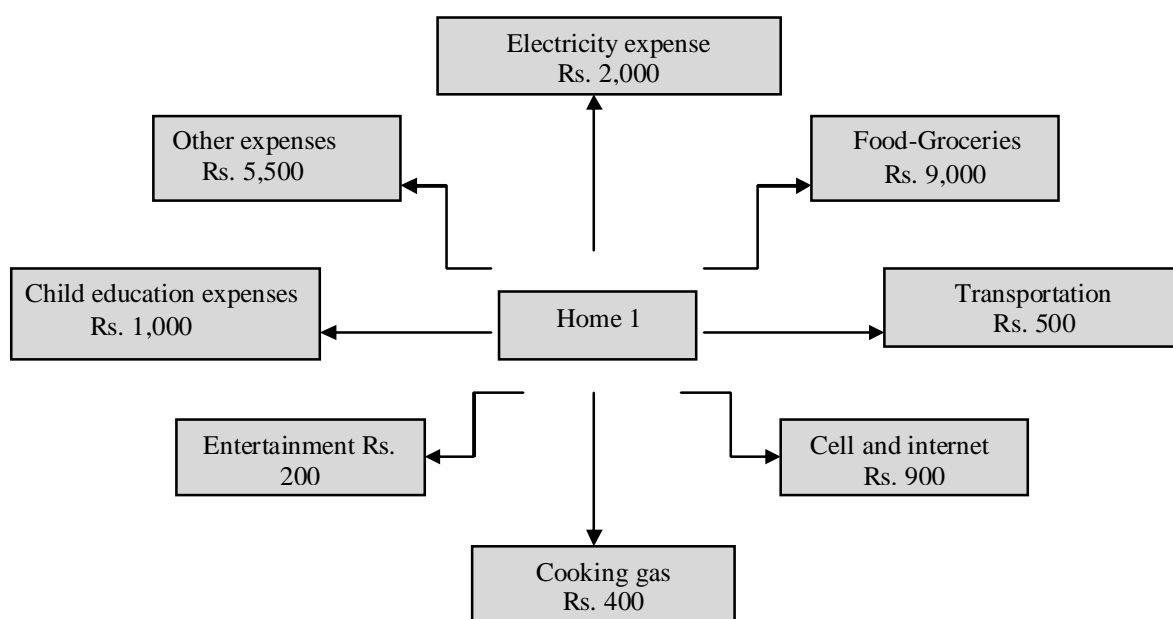 Electricity expense
Rs. 2,000
Other expenses
Rs. 5,500
Food-Groceries
Rs. 9,000
Child education expenses
Rs. 1,000
Home 1
Transportation
Rs. 500
Entertainment Rs.
200
Cell and internet
Rs. 900
Cooking gas
Rs. 400